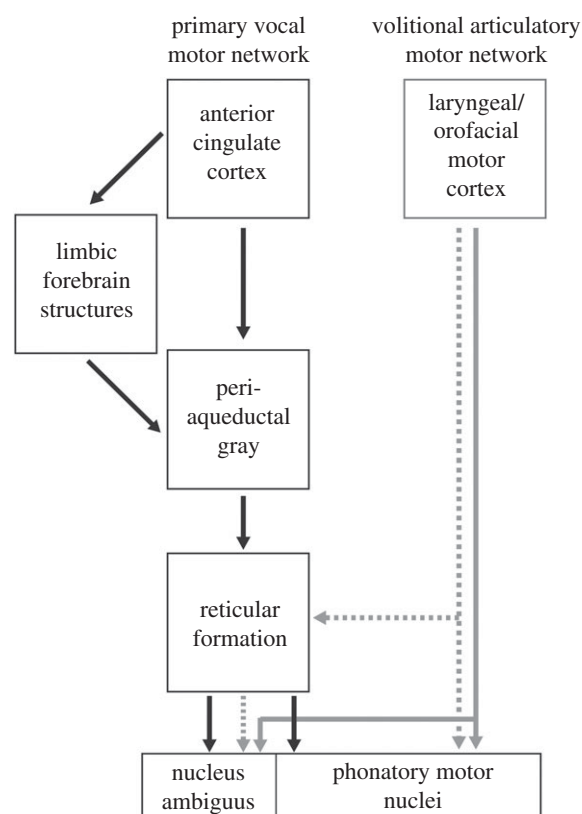 primary vocal
motor network
volitional articulatory
motor network
anterior
cingulate
cortex
laryngeal/
orofacial
motor
cortex
limbic
forebrain
structures
peri-
aqueductal
gray
reticular
formation
nucleus
ambiguus
phonatory motor
nuclei